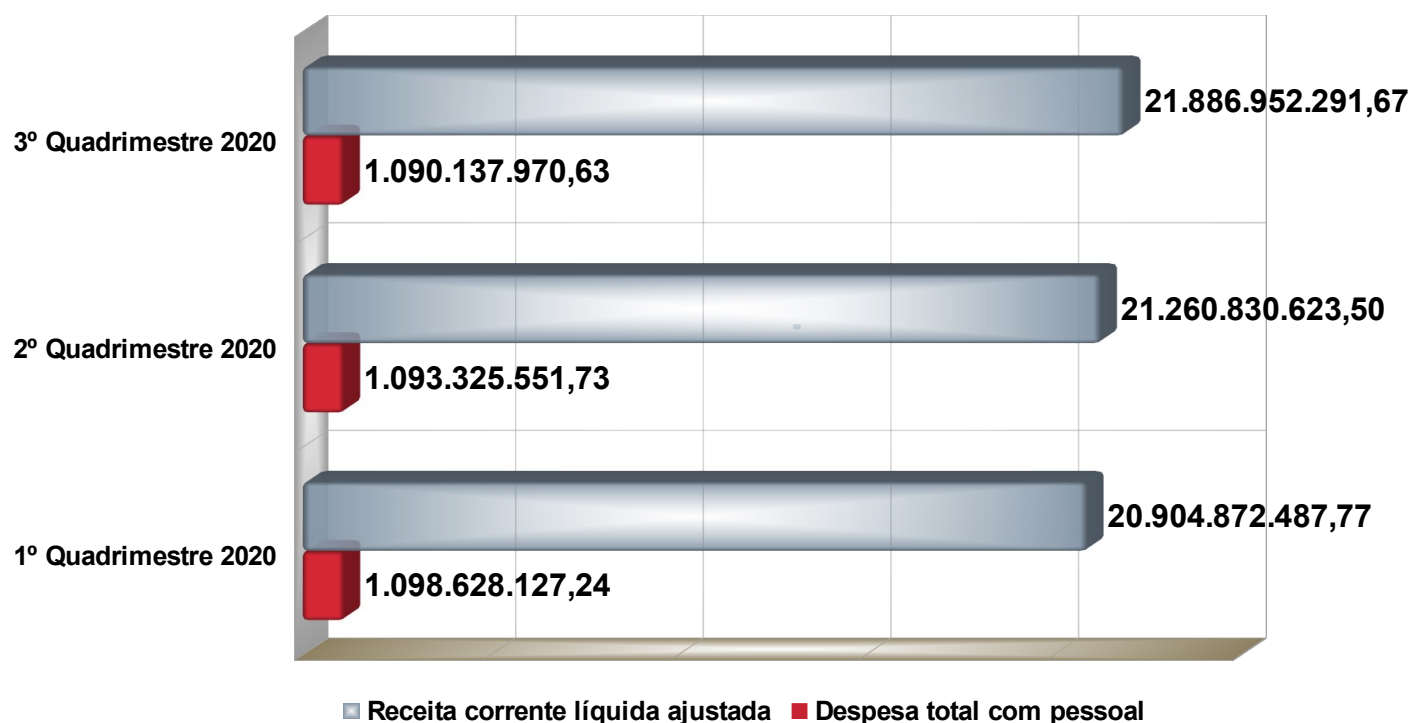 21.886.952.291,67
3º Quadrimestre 2020
1.090.137.970,63
21.260.830.623,50
2º Quadrimestre 2020
1.093.325.551,73
20.904.872.487,77
1º Quadrimestre 2020
1.098.628.127,24
Receita corrente líquida ajustada Despesa total com pessoal